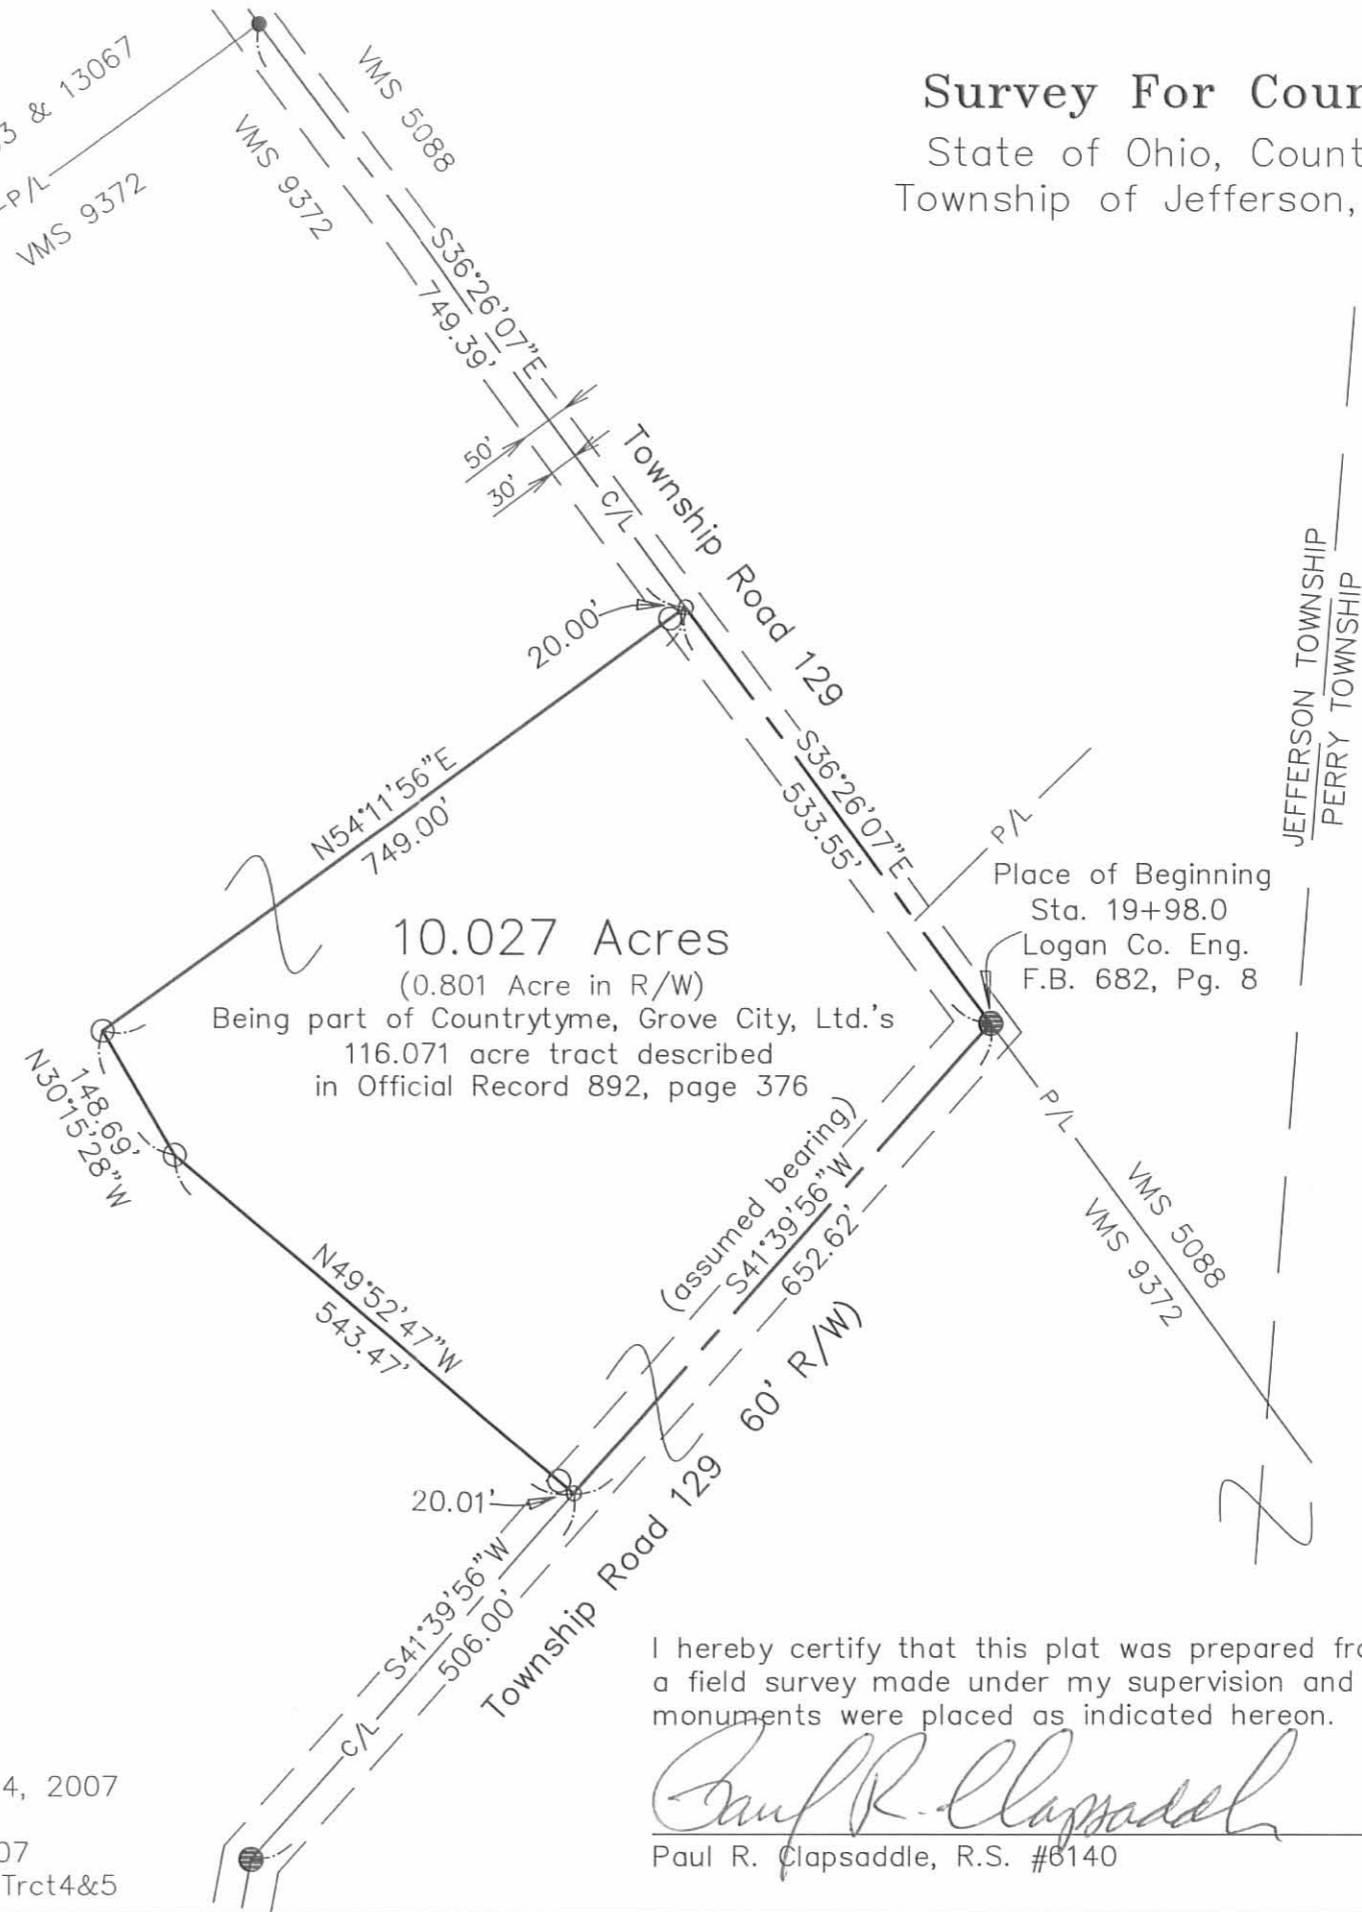 Survey For
State of Ohio,
Township of Jefferson,
& 13067
P/L
VMS 9372
VMS 5088
VMS 9372
S36°26'07"E
749.39'
50'
30'
C/L
Township Road 129
20.00'
S36°26'07"E
533.55'
P/L
JEFFERSON TOWNSHIP
PERRY TOWNSHIP
N54°11'56"E
749.00'
Place of Beginning
Sta. 19+98.0
Logan Co. Eng.
F.B. 682, Pg. 8
10.027 Acres
(0.801 Acre in R/W)
Being part of Countrytyme, Grove City, Ltd.'s
116.071 acre tract described
in Official Record 892, page 376
148.69'
N30°15'28"W
N49°52'47"W
543.47'
(assumed bearing)
S41°39'56"W
652.62'
P/L
VMS 5088
VMS 9372
20.01'
Township Road 129 60' R/W)
S41°39'56"W
506.00'
C/L
I hereby certify that this plat was prepared
a field survey made under my supervision and
monuments were placed as indicated hereon.
Paul R. Clapsaddle
Paul R. Clapsaddle, R.S. #6140
4, 2007
07
Trct4&5